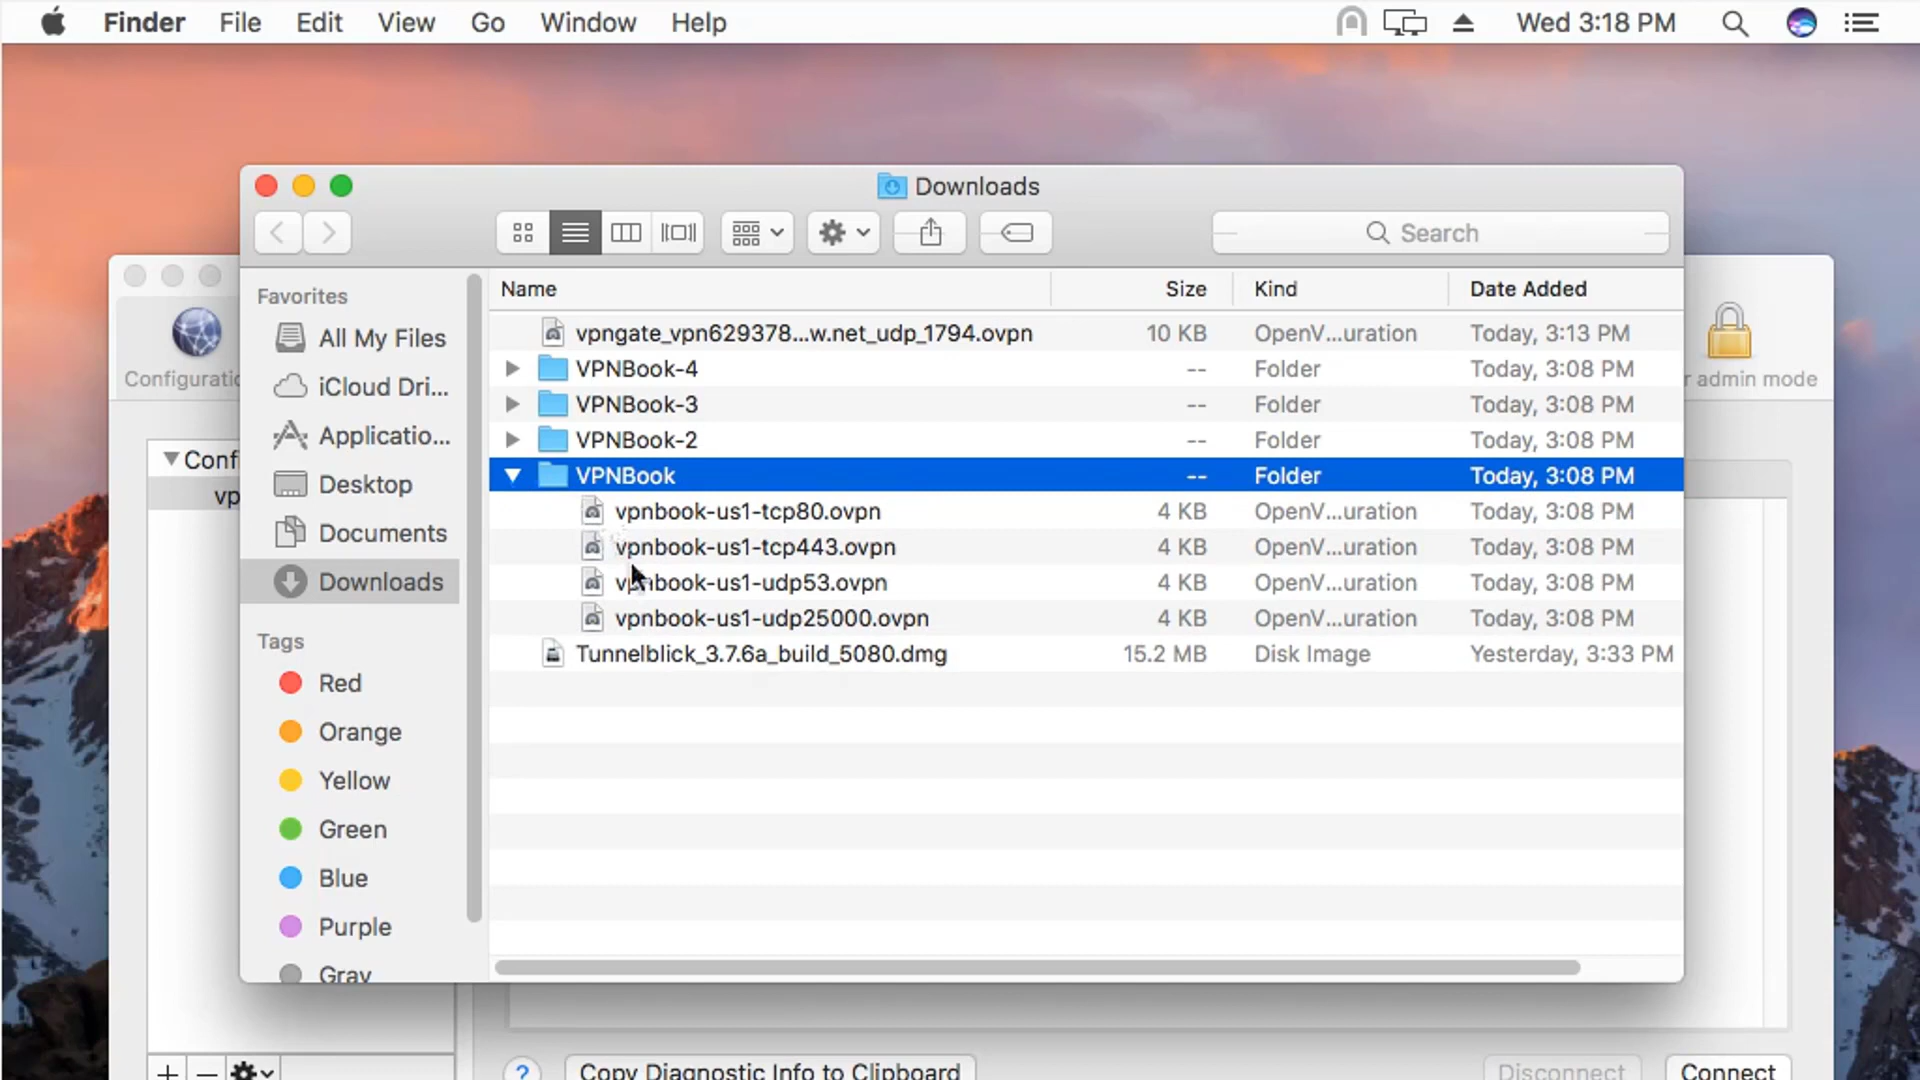 Finder File Edit View Go Window Help Wed 3:18 PM
Downloads
Search
Favorites
All My Files
iCloud Dri...
Applicatio...
Desktop
Documents
Downloads
Tags
Red
Orange
Yellow
Green
Blue
Purple
Gray
Name Size Kind Date Added
vpngate_vpn629378...w.net_udp_1794.ovpn 10 KB OpenV...uration Today, 3:13 PM
VPNBook-4 -- Folder Today, 3:08 PM
VPNBook-3 -- Folder Today, 3:08 PM
VPNBook-2 -- Folder Today, 3:08 PM
VPNBook -- Folder Today, 3:08 PM
vpnbook-us1-tcp80.ovpn 4 KB OpenV...uration Today, 3:08 PM
vpnbook-us1-tcp443.ovpn 4 KB OpenV...uration Today, 3:08 PM
vpnbook-us1-udp53.ovpn 4 KB OpenV...uration Today, 3:08 PM
vpnbook-us1-udp25000.ovpn 4 KB OpenV...uration Today, 3:08 PM
Tunnelblick_3.7.6a_build_5080.dmg 15.2 MB Disk Image Yesterday, 3:33 PM
Configuratic
r admin mode
Conf
vp
? Copy Diagnostic Info to Clipboard Disconnect Connect